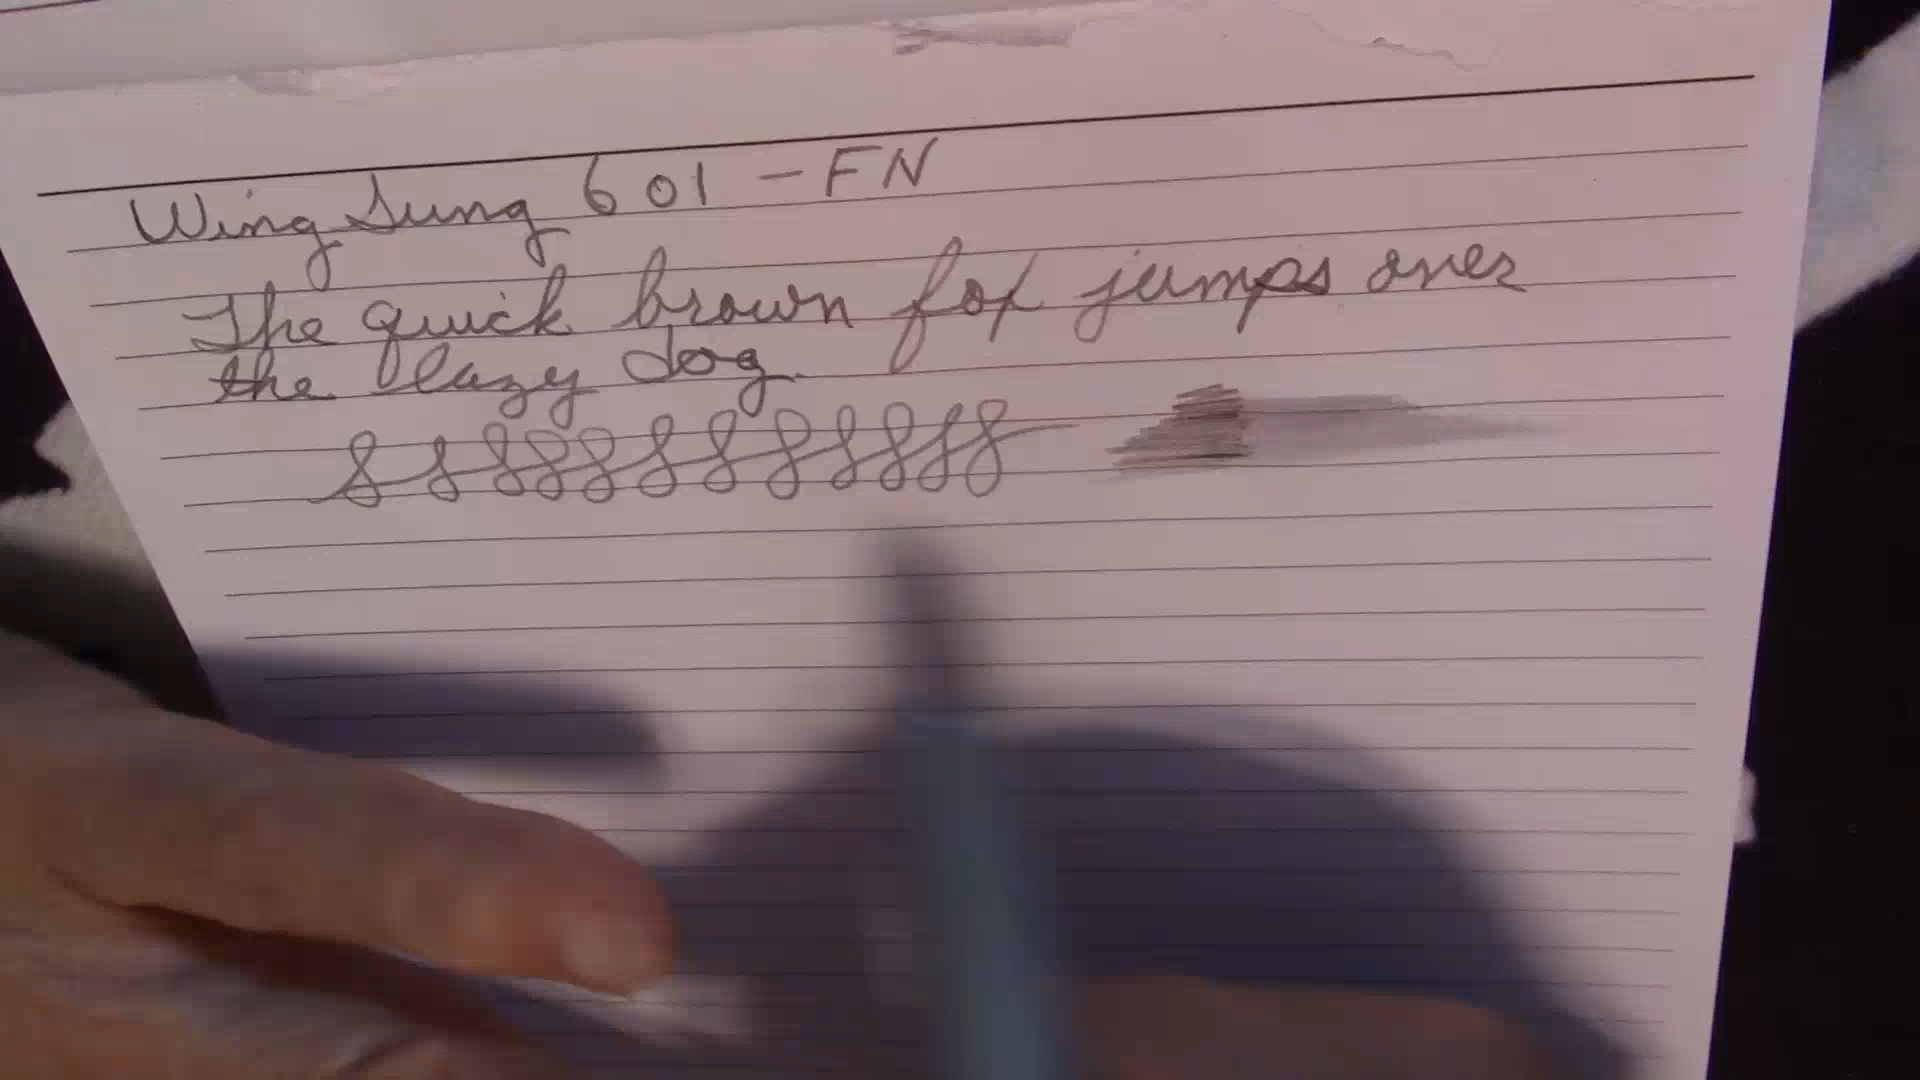 Wing Sung 601 - FN
The quick brown fox jumps over
the lazy dog.